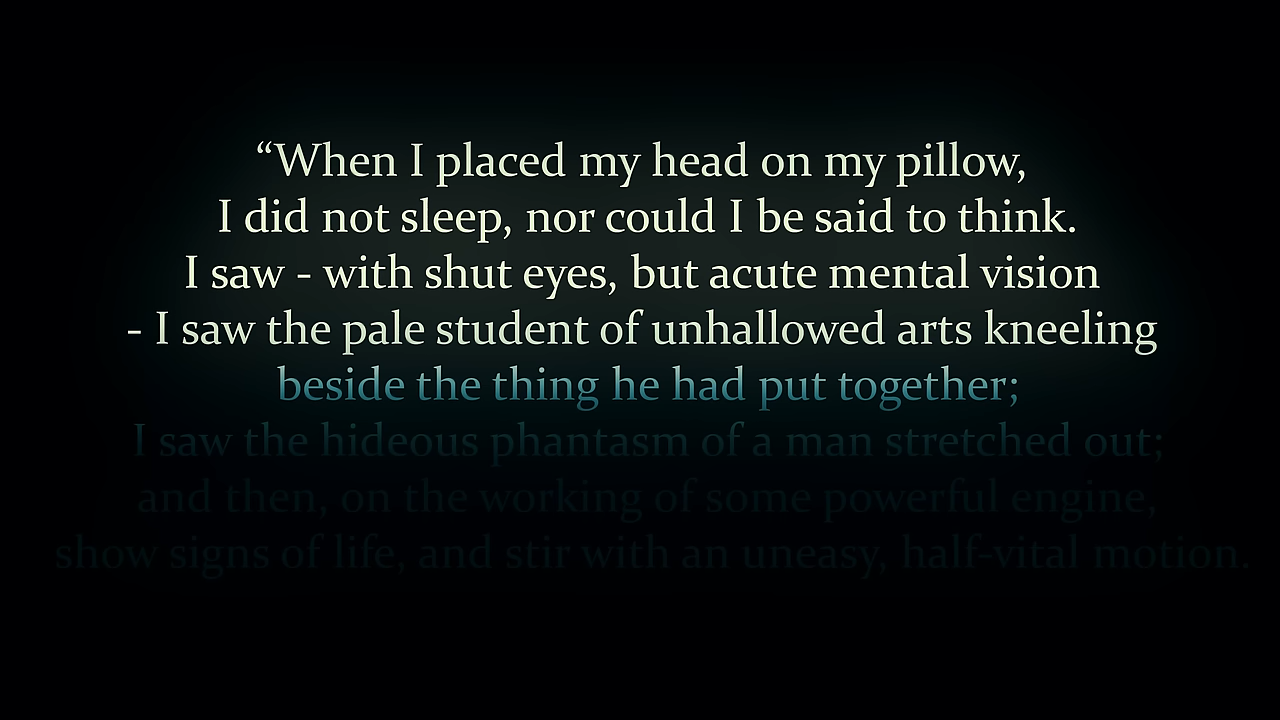 “When I placed my head on my pillow,
I did not sleep, nor could I be said to think.
I saw - with shut eyes, but acute mental vision
- I saw the pale student of unhallowed arts kneeling
beside the thing he had put together;
I saw the hideous phantasm of a man stretched out;
and then, on the working of some powerful engine,
show signs of life, and stir with an uneasy, half-vital motion.